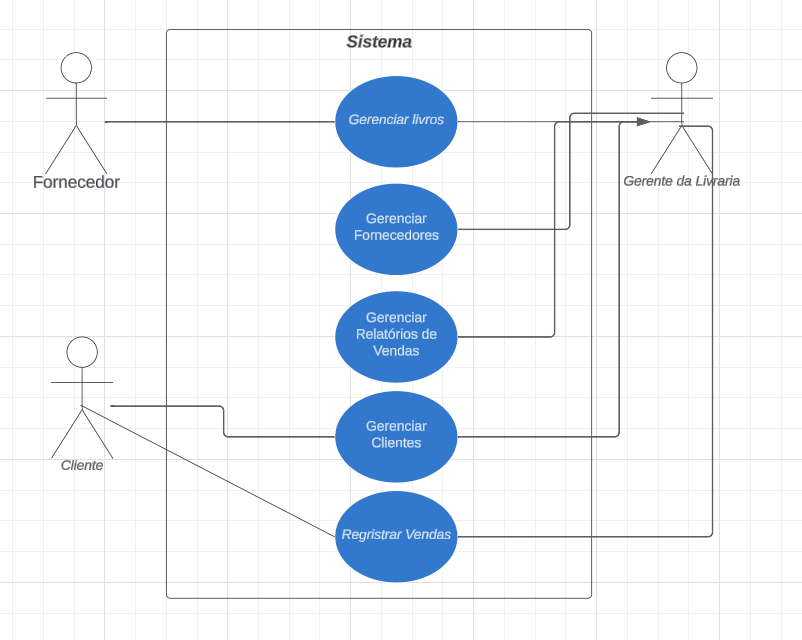 Sistema
Gerenciar livros
Fornecedor
Gerente da Livraria
Gerenciar
Fornecedores
Gerenciar
Relatórios de
Vendas
Gerenciar
Clientes
Cliente
Regristrar Vendas